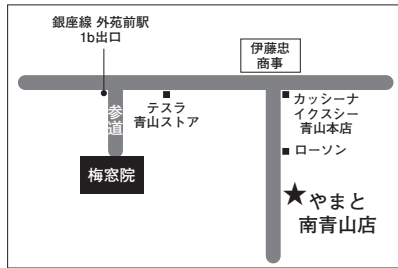 銀座線 外苑前駅
1b出口
伊藤忠
商事
参道
テスラ
青山ストア
カッシーナ
イクスシー
青山本店
ローソン
梅窓院
やまと
南青山店